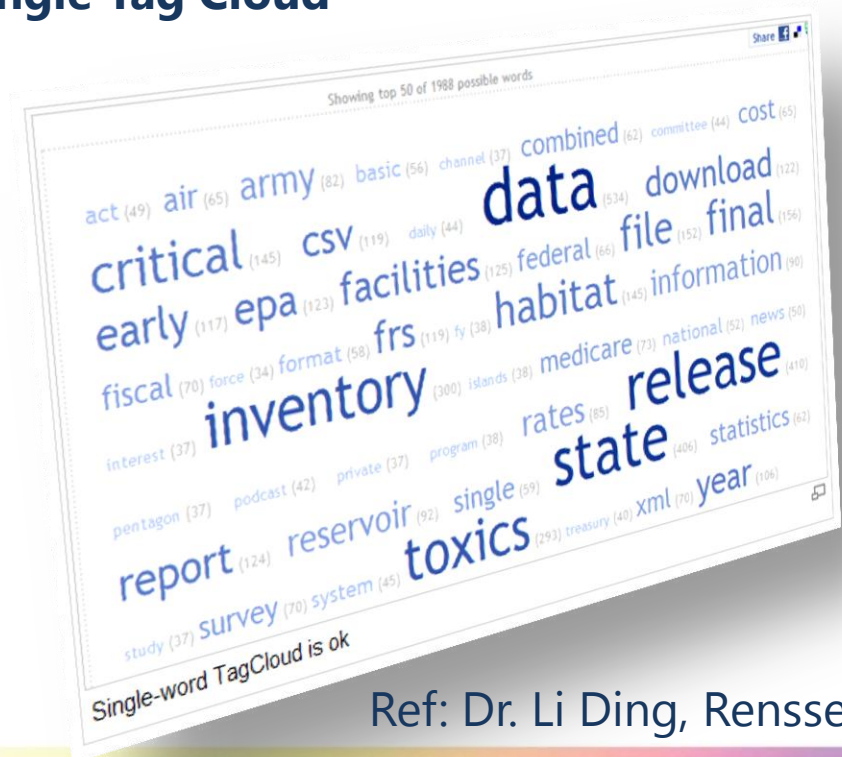 ngle Tag Cloud
Share
Showing top 50 of 1988 possible words
act (49) air (65) army (82) basic (56) channel (37) combined (62) committee (44) cost (65)
critical (145) csv (119) daily (44) data (534) download (122)
early (117) epa (123) facilities (125) federal (66) file (152) final (156)
fiscal (70) force (34) format (58) frs (119) fy (38) habitat (145) information (90)
interest (37) inventory (300) islands (38) medicare (73) national (52) news (50)
pentagon (37) podcast (42) private (37) program (38) rates (85) release (410)
report (124) reservoir (92) single (59) state (406) statistics (62)
study (37) survey (70) system (45) toxics (293) treasury (40) xml (70) year (106)
Single-word TagCloud is ok
Ref: Dr. Li Ding, Rensse